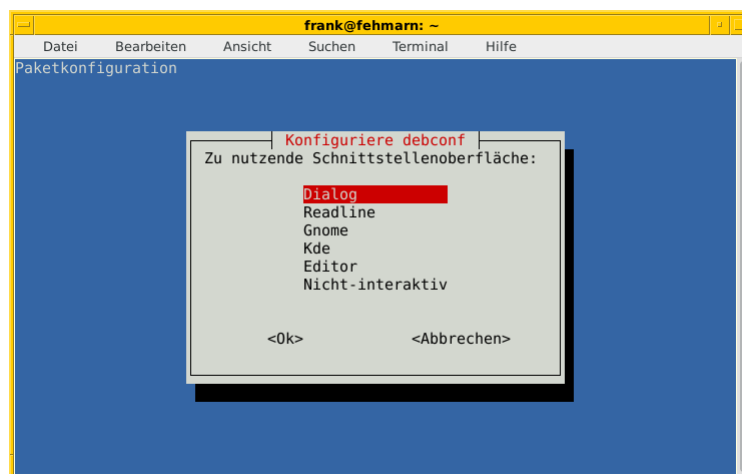 frank@fehmarn: ~
Datei Bearbeiten Ansicht Suchen Terminal Hilfe
Paketkonfiguration
Konfiguriere debconf
Zu nutzende Schnittstellenoberfläche:
Dialog
Readline
Gnome
Kde
Editor
Nicht-interaktiv
<Ok> <Abbrechen>